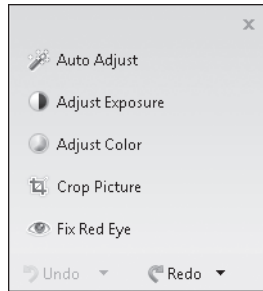 Auto Adjust
Adjust Exposure
Adjust Color
Crop Picture
Fix Red Eye
Undo Redo